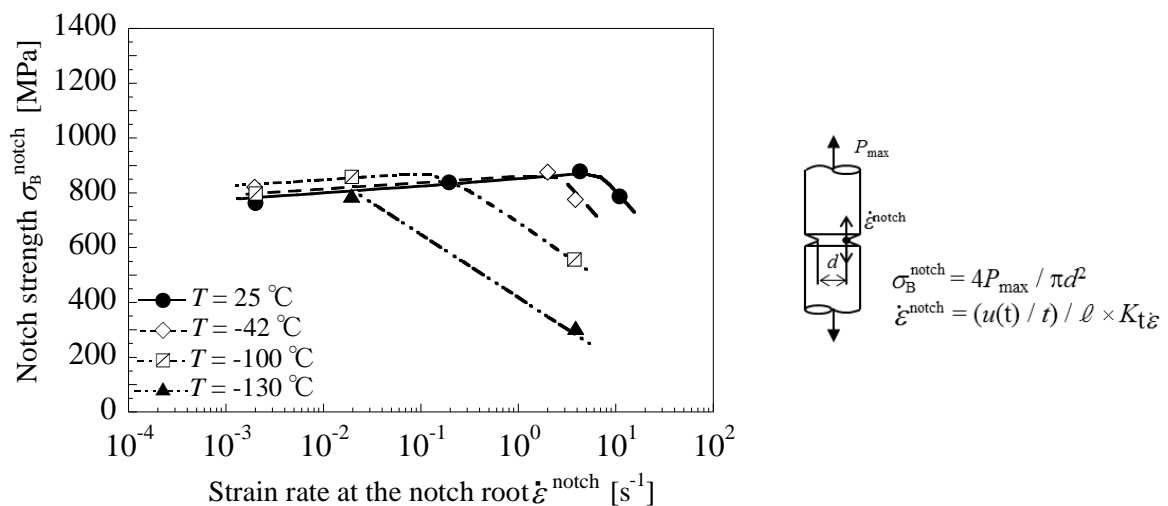 1400
1200
1000
800
600
400
200
0
Notch strength σ_B^notch [MPa]
T = 25 ℃
T = -42 ℃
T = -100 ℃
T = -130 ℃
10^-4 10^-3 10^-2 10^-1 10^0 10^1 10^2
Strain rate at the notch root ε̇^notch [s^-1]
P_max
ε̇^notch
d
σ_B^notch = 4P_max / πd^2
ε̇^notch = (u(t) / t) / ℓ × K_tε